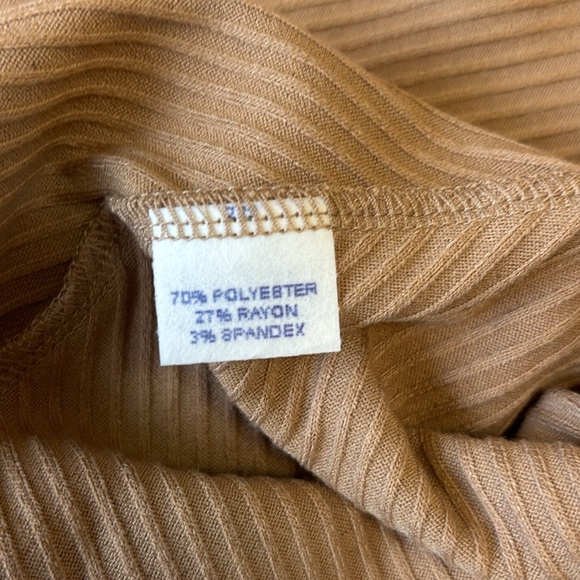 70% POLYESTER
27% RAYON
3% SPANDEX